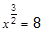 x^{3/2} = 8